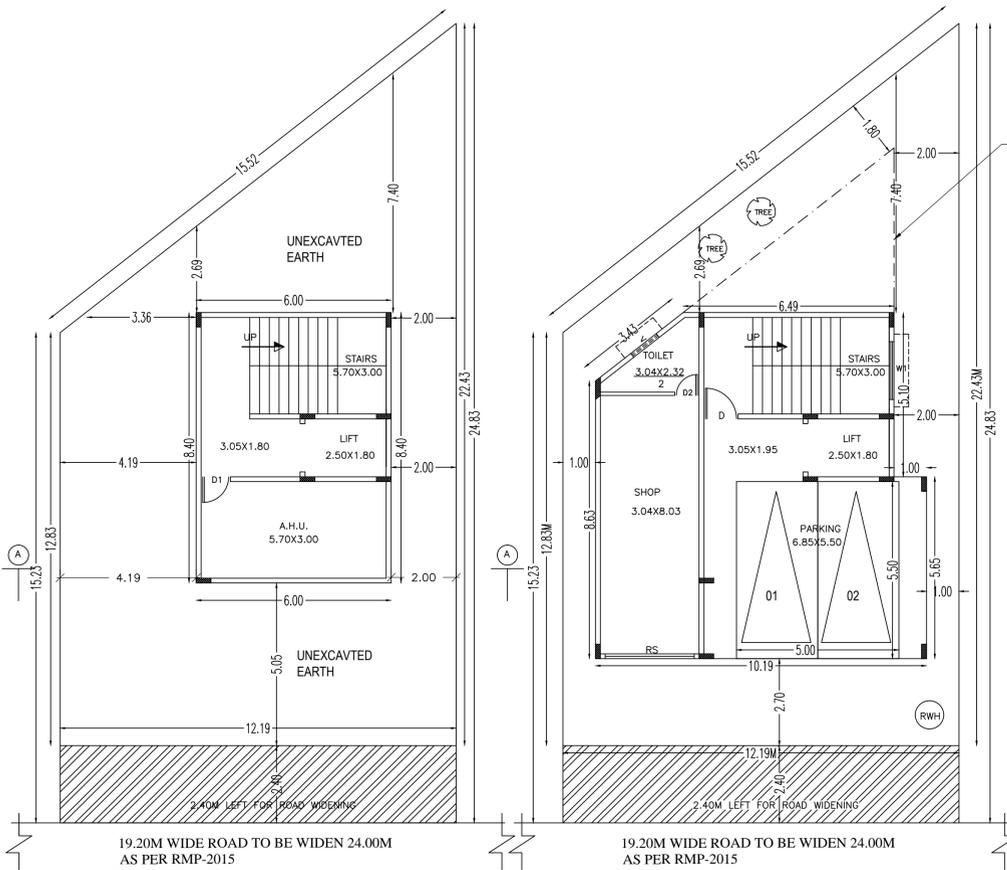 15.52
7.40
UNEXCAVTED
EARTH
2.69
6.00
3.36
2.00
UP
STAIRS
5.70X3.00
22.43
24.83
8.40
LIFT
3.05X1.80
2.50X1.80
8.40
4.19
2.00
D1
A.H.U.
5.70X3.00
12.83
A
15.23
4.19
2.00
6.00
UNEXCAVTED
EARTH
5.05
12.19
2.40
2.40M LEFT FOR ROAD WIDENING
19.20M WIDE ROAD TO BE WIDEN 24.00M
AS PER RMP-2015
1.80
15.52
2.00
7.40
TREE
TREE
2.69
6.49
3.43
TOILET
3.04X2.32
2
D2
UP
STAIRS
5.70X3.00
W1
5.10
22.43M
24.83
D
2.00
LIFT
3.05X1.95
2.50X1.80
1.00
1.00
SHOP
3.04X8.03
8.63
PARKING
6.85X5.50
12.83M
A
15.23
5.50
5.65
01
02
1.00
RS
5.00
10.19
2.70
RWH
12.19M
2.40
2.40M LEFT FOR ROAD WIDENING
19.20M WIDE ROAD TO BE WIDEN 24.00M
AS PER RMP-2015